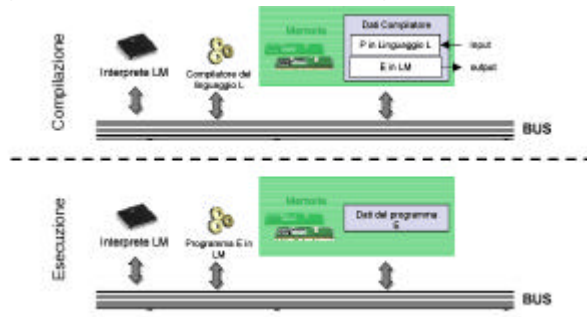 Compilazione
Interprete LM
Compilatore del
linguaggio L
Memoria
Dati Compilatore
P in Linguaggio L
input
E in LM
output
BUS
Esecuzione
Interprete LM
Programma E in
LM
Memoria
Dati del programma
E
BUS